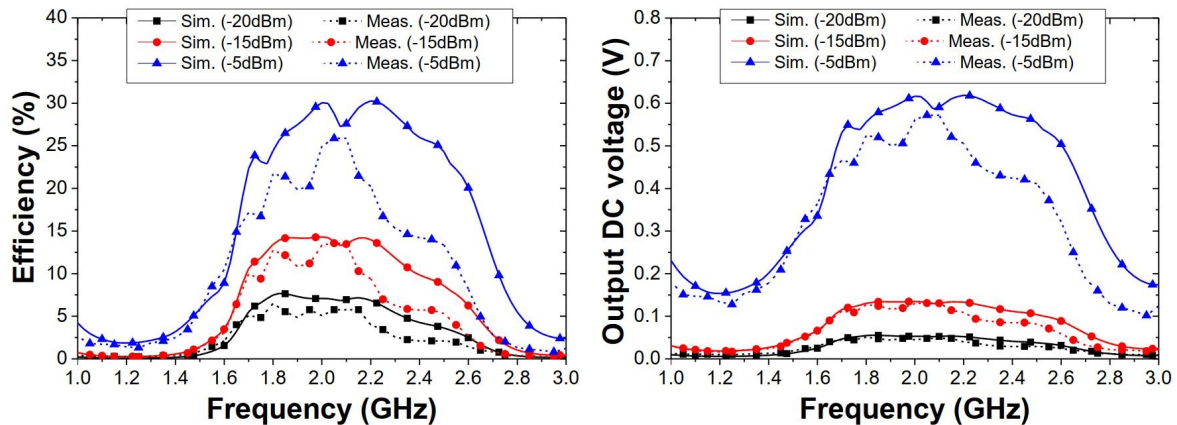 Sim. (-20dBm) Meas. (-20dBm)
Sim. (-15dBm) Meas. (-15dBm)
Sim. (-5dBm) Meas. (-5dBm)
Efficiency (%)
40
35
30
25
20
15
10
5
0
1.0 1.2 1.4 1.6 1.8 2.0 2.2 2.4 2.6 2.8 3.0
Frequency (GHz)
Sim. (-20dBm) Meas. (-20dBm)
Sim. (-15dBm) Meas. (-15dBm)
Sim. (-5dBm) Meas. (-5dBm)
Output DC voltage (V)
0.8
0.7
0.6
0.5
0.4
0.3
0.2
0.1
0.0
1.0 1.2 1.4 1.6 1.8 2.0 2.2 2.4 2.6 2.8 3.0
Frequency (GHz)